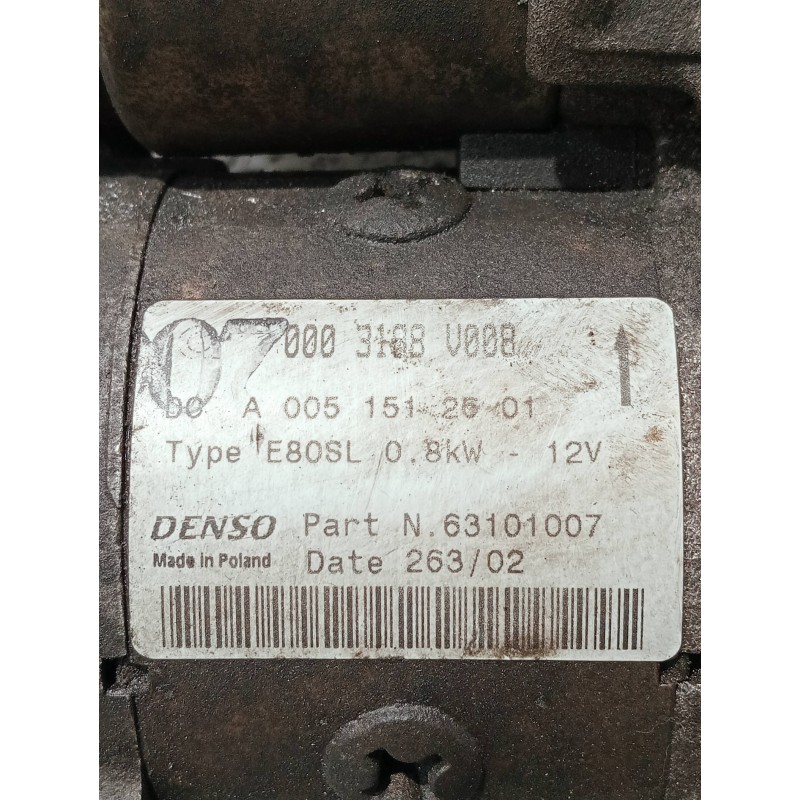 07 000 3188 V008
DC A 005 151 26 01
Type E80SL 0.8kW - 12V
DENSO Part N.63101007
Made in Poland Date 263/02